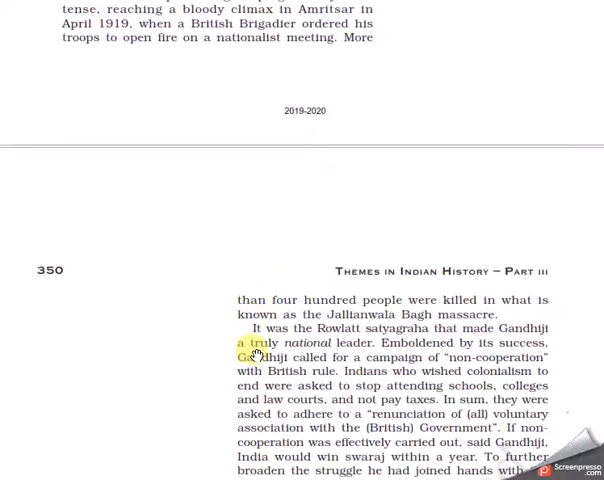 tense, reaching a bloody climax in Amritsar in
April 1919, when a British Brigadier ordered his
troops to open fire on a nationalist meeting. More
2019-2020
350
THEMES IN INDIAN HISTORY – PART III
than four hundred people were killed in what is
known as the Jallianwala Bagh massacre.
It was the Rowlatt satyagraha that made Gandhiji
a truly national leader. Emboldened by its success,
Gandhiji called for a campaign of “non-cooperation”
with British rule. Indians who wished colonialism to
end were asked to stop attending schools, colleges
and law courts, and not pay taxes. In sum, they were
asked to adhere to a “renunciation of (all) voluntary
association with the (British) Government”. If non-
cooperation was effectively carried out, said Gandhiji,
India would win swaraj within a year. To further
broaden the struggle he had joined hands with
Screenpresso
.com